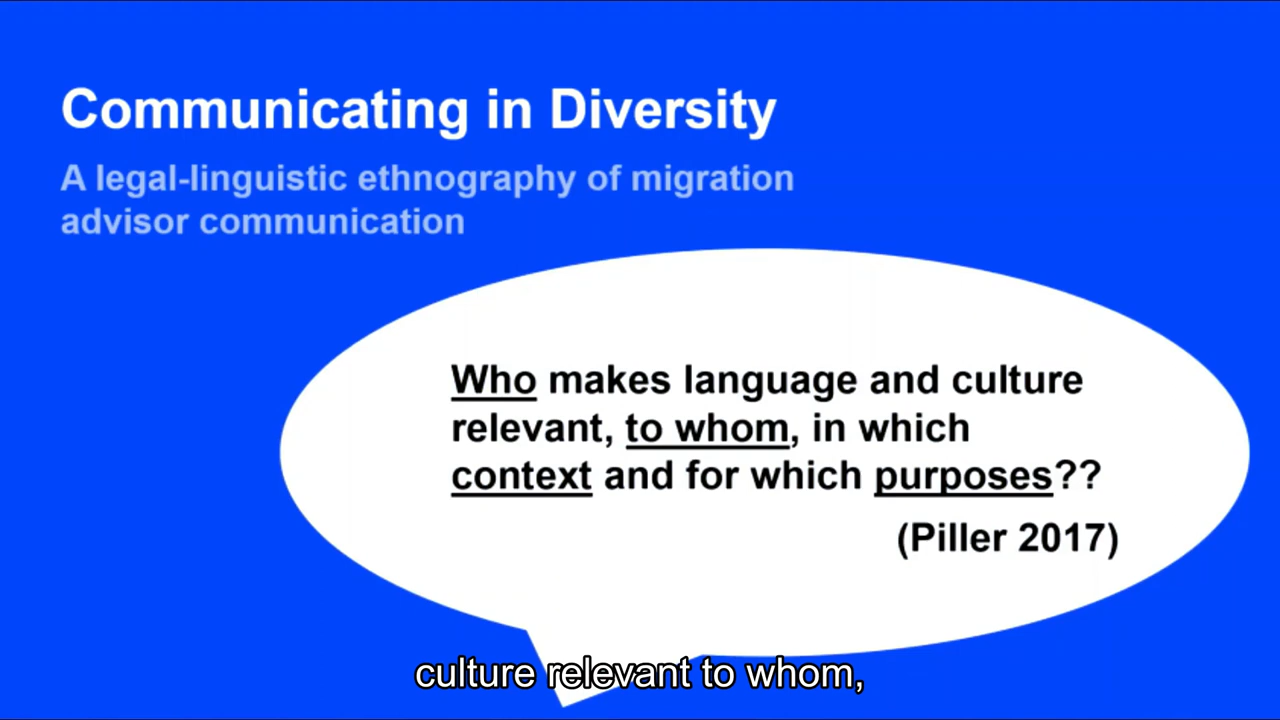 Communicating in Diversity
A legal-linguistic ethnography of migration
advisor communication
Who makes language and culture
relevant, to whom, in which
context and for which purposes??
(Piller 2017)
culture relevant to whom,